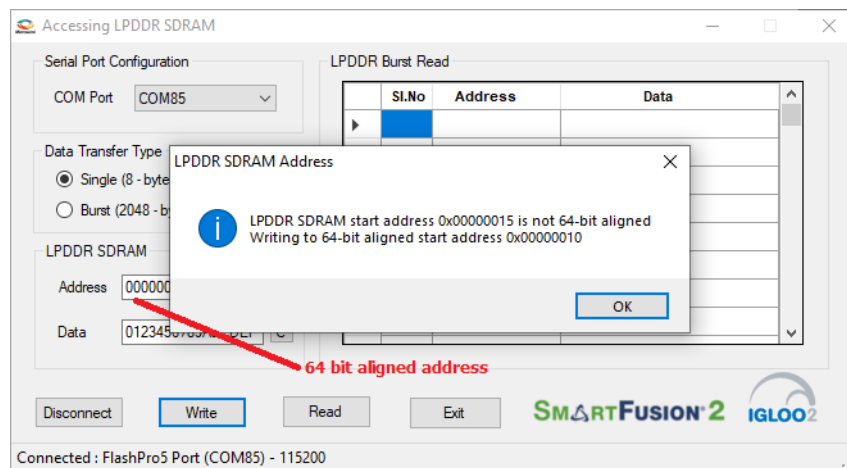 Accessing LPDDR SDRAM
Serial Port Configuration
COM Port COM85
LPDDR Burst Read
Sl.No Address Data
Data Transfer Type
Single (8 - byte
Burst (2048 - b
LPDDR SDRAM Address
LPDDR SDRAM start address 0x00000015 is not 64-bit aligned
Writing to 64-bit aligned start address 0x00000010
OK
LPDDR SDRAM
Address 000000
Data
64 bit aligned address
Disconnect Write Read Exit
SMARTFUSION 2 IGLOO2
Connected : FlashPro5 Port (COM85) - 115200